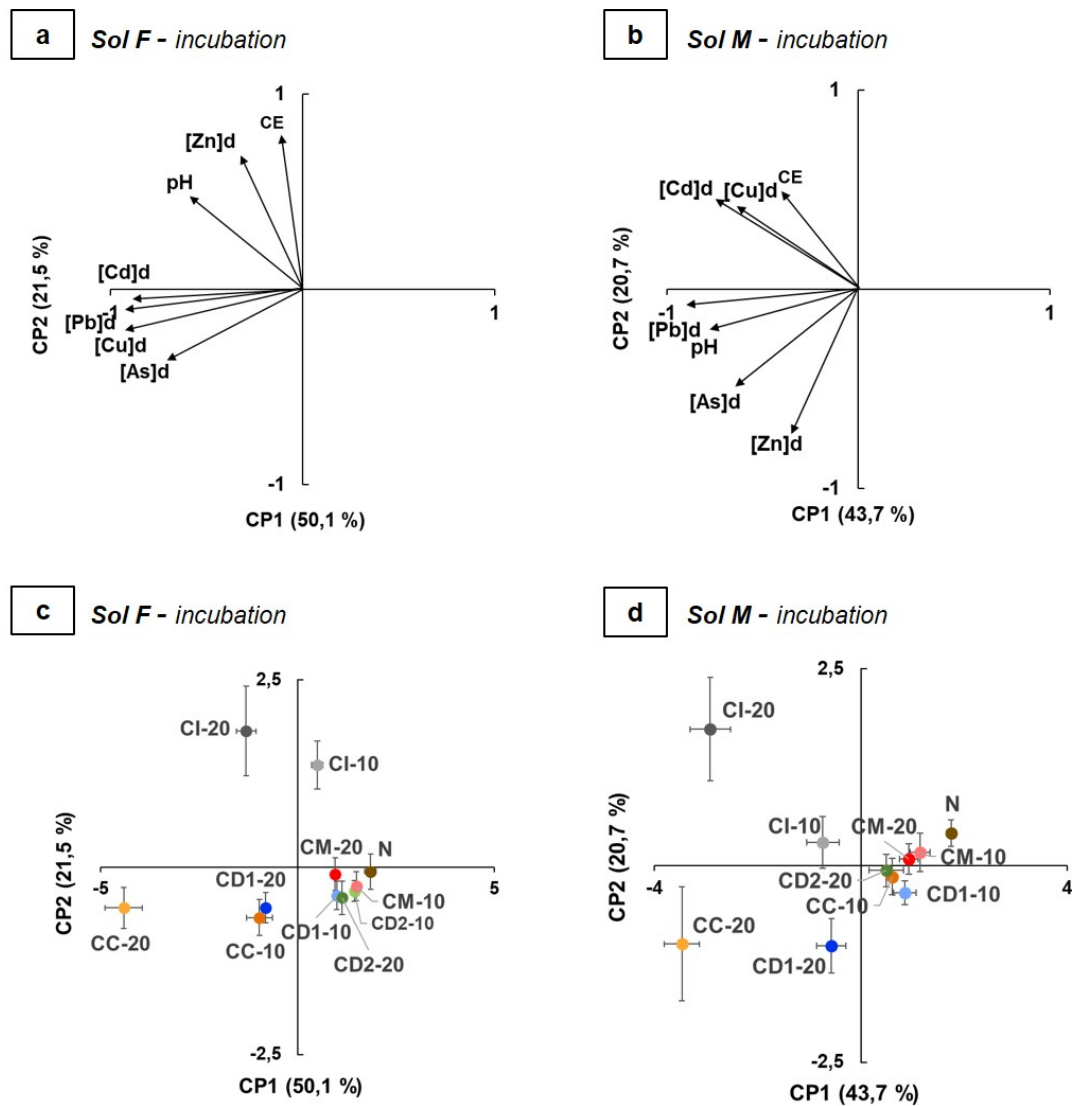 a Sol F - incubation
b Sol M - incubation
1
CE
[Zn]d
pH
[Cd]d
-1
1
[Pb]d
[Cu]d
[As]d
-1
CP2 (21,5 %)
CP1 (50,1 %)
1
CE
[Cd]d
[Cu]d
-1
1
[Pb]d
pH
[As]d
[Zn]d
-1
CP2 (20,7 %)
CP1 (43,7 %)
c Sol F - incubation
d Sol M - incubation
2,5
CI-20
CI-10
CM-20
N
-5
5
CD1-20
CM-10
CC-20
CC-10
CD1-10
CD2-10
CD2-20
-2,5
CP2 (21,5 %)
CP1 (50,1 %)
2,5
CI-20
N
CI-10
CM-20
CM-10
-4
4
CD2-20
CD1-10
CC-10
CC-20
CD1-20
-2,5
CP2 (20,7 %)
CP1 (43,7 %)